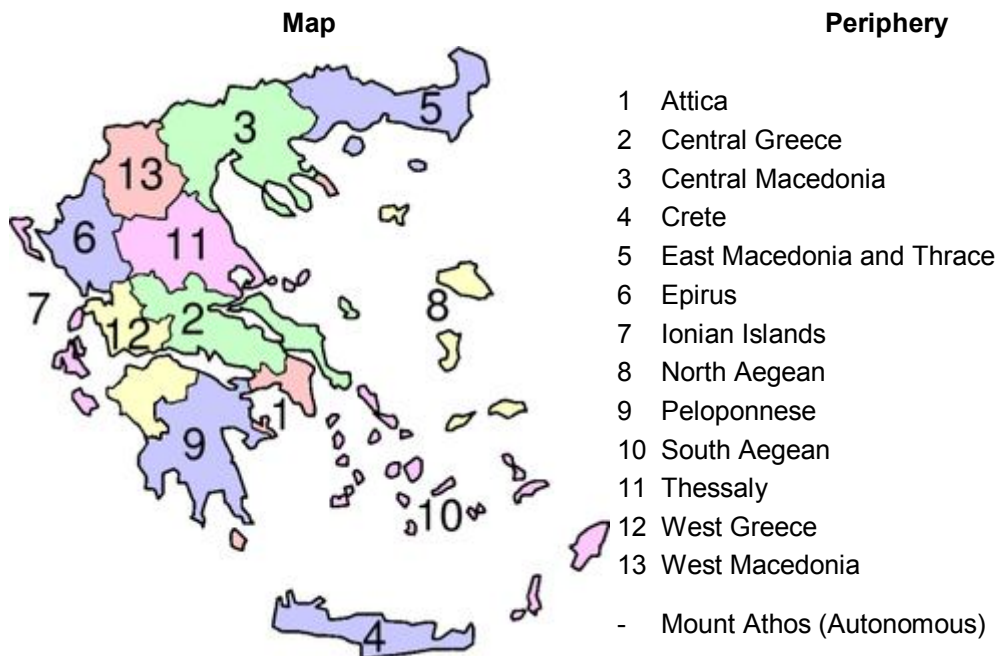 Map
Periphery
1 Attica
2 Central Greece
3 Central Macedonia
4 Crete
5 East Macedonia and Thrace
6 Epirus
7 Ionian Islands
8 North Aegean
9 Peloponnese
10 South Aegean
11 Thessaly
12 West Greece
13 West Macedonia
- Mount Athos (Autonomous)
5
3
13
6
11
7
8
12
2
1
9
10
4